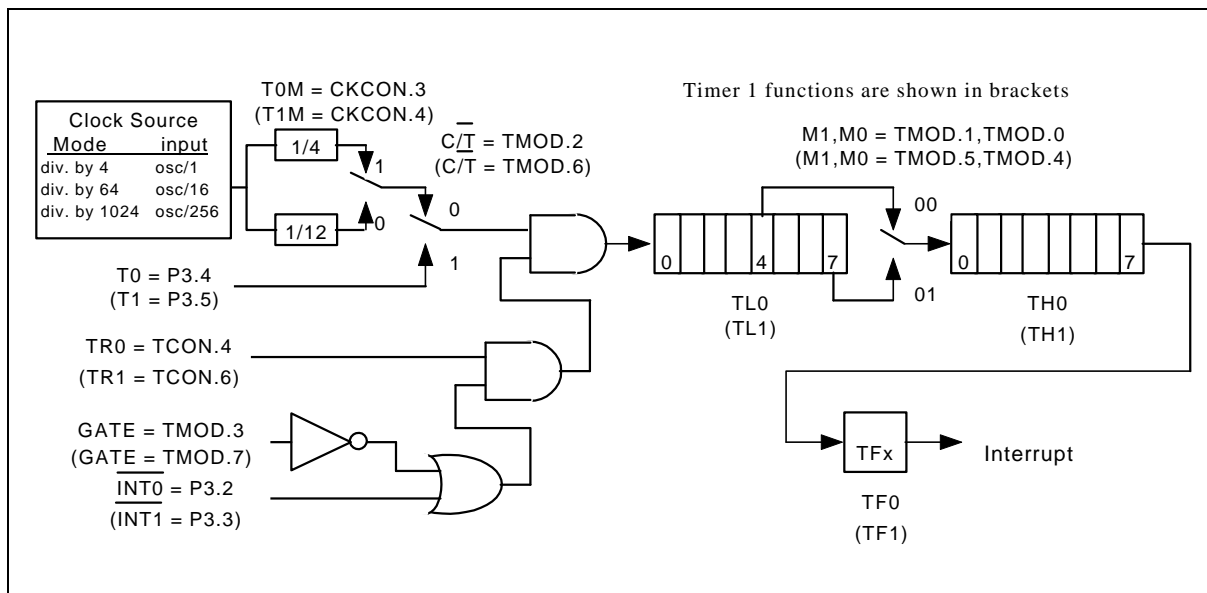 T0M = CKCON.3
(T1M = CKCON.4)
Timer 1 functions are shown in brackets
Clock Source
Mode input
div. by 4 osc/1
div. by 64 osc/16
div. by 1024 osc/256
1/4
1/12
1
0
C/T̅ = TMOD.2
(C/T̅ = TMOD.6)
0
1
M1,M0 = TMOD.1,TMOD.0
(M1,M0 = TMOD.5,TMOD.4)
00
01
0 4 7
0 7
T0 = P3.4
(T1 = P3.5)
TL0
(TL1)
TH0
(TH1)
TR0 = TCON.4
(TR1 = TCON.6)
GATE = TMOD.3
(GATE = TMOD.7)
I̅N̅T̅0̅ = P3.2
(I̅N̅T̅1̅ = P3.3)
TFx
Interrupt
TF0
(TF1)